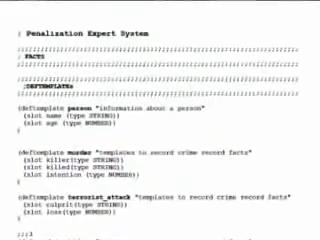 ; Penalization Expert System
;;;;;;;;;;;;;;;;;;;;;;;;;;;;;;;;;;;;;;;;;;;;;;;;;;;;;;;;;;;;;;;;;;;;;;
; FACTS
;;;;;;;;;;;;;;;;;;;;;;;;;;;;;;;;;;;;;;;;;;;;;;;;;;;;;;;;;;;;;;;;;;;;;;
;;;;;;;;;;;;;;;;;;;;;;;;;;;;;;;;;;;;;;;;;;;;;;;;;;;;;;;;;;;;;;;;;;;;;;
;DEFTEMPLATEs
;;;;;;;;;;;;;;;;;;;;;;;;;;;;;;;;;;;;;;;;;;;;;;;;;;;;;;;;;;;;;;;;;;;;;;
(deftemplate person "information about a person"
(slot name (type STRING))
(slot age (type NUMBER))
)
(deftemplate murder "templates to record crime record facts"
(slot killer(type STRING))
(slot killed(type STRING))
(slot intention (type NUMBER))
)
(deftemplate terrorist_attack "templates to record crime record facts"
(slot culprit(type STRING))
(slot loss(type NUMBER))
)
;;;3